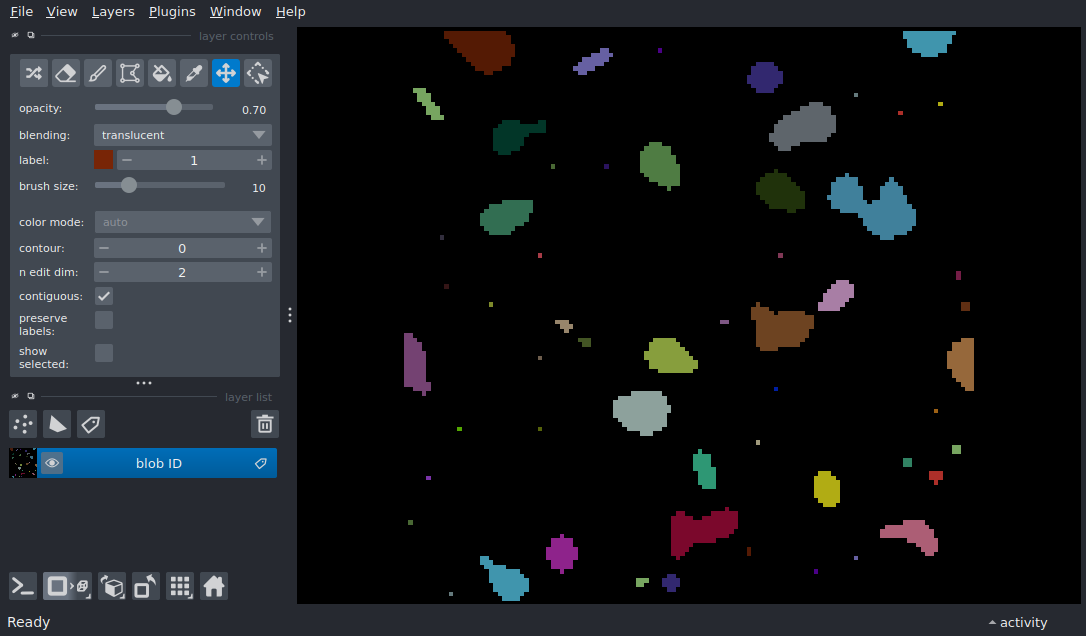 File View Layers Plugins Window Help
layer controls
opacity: 0.70
blending: translucent
label: 1
brush size: 10
color mode: auto
contour: 0
n edit dim: 2
contiguous:
preserve
labels:
show
selected:
layer list
blob ID
Ready
activity